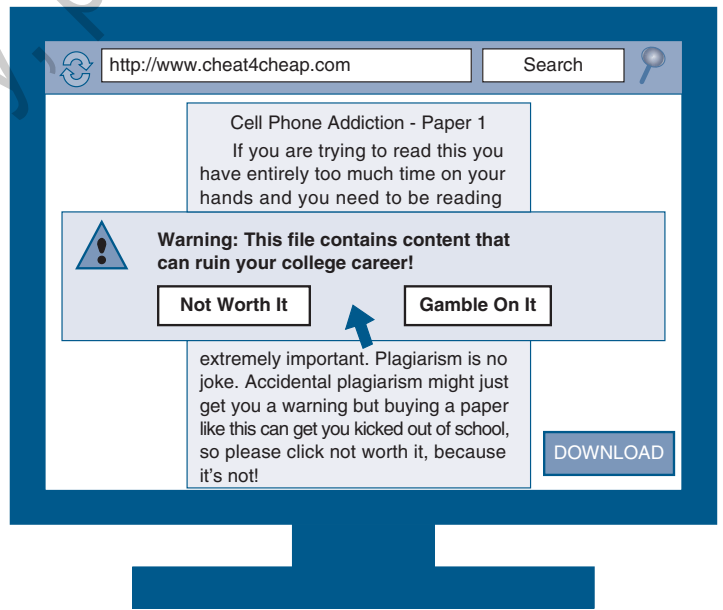 http://www.cheat4cheap.com
Search
Cell Phone Addiction - Paper 1
If you are trying to read this you
have entirely too much time on your
hands and you need to be reading
Warning: This file contains content that
can ruin your college career!
Not Worth It
Gamble On It
extremely important. Plagiarism is no
joke. Accidental plagiarism might just
get you a warning but buying a paper
like this can get you kicked out of school,
so please click not worth it, because
it's not!
DOWNLOAD